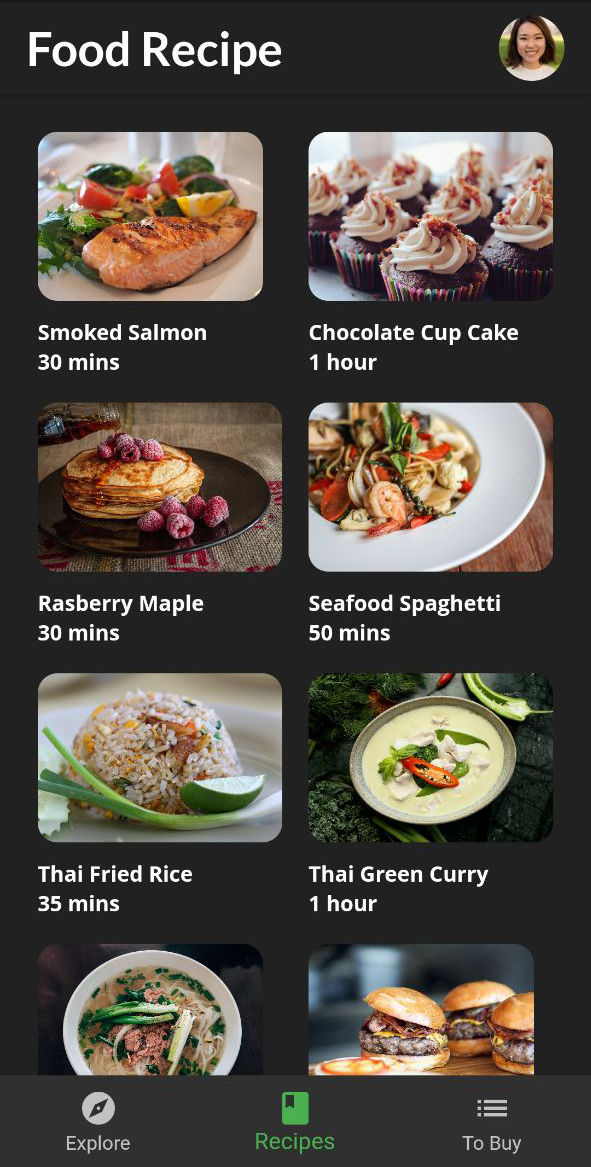 Food Recipe
Smoked Salmon
30 mins
Chocolate Cup Cake
1 hour
Rasberry Maple
30 mins
Seafood Spaghetti
50 mins
Thai Fried Rice
35 mins
Thai Green Curry
1 hour
Explore
Recipes
To Buy